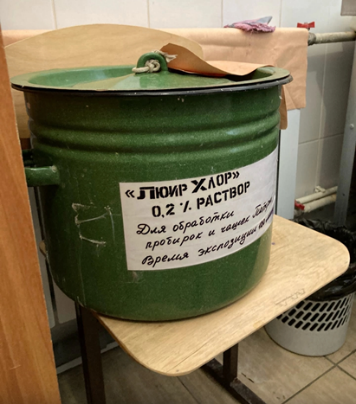 «Люир Хлор»
0,2 % РАСТВОР
Для обработки
пробирок и чашек
Время экспозиции